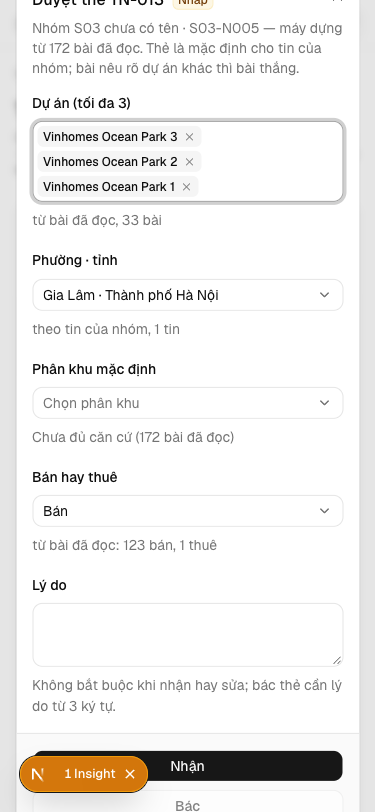 Duyệt thẻ TN-013 Nháp
Nhóm S03 chưa có tên · S03-N005 — máy dựng
từ 172 bài đã đọc. Thẻ là mặc định cho tin của
nhóm; bài nêu rõ dự án khác thì bài thắng.
Dự án (tối đa 3)
Vinhomes Ocean Park 3 ×
Vinhomes Ocean Park 2 ×
Vinhomes Ocean Park 1 ×
từ bài đã đọc, 33 bài
Phường · tỉnh
Gia Lâm · Thành phố Hà Nội
theo tin của nhóm, 1 tin
Phân khu mặc định
Chọn phân khu
Chưa đủ căn cứ (172 bài đã đọc)
Bán hay thuê
Bán
từ bài đã đọc: 123 bán, 1 thuê
Lý do
Không bắt buộc khi nhận hay sửa; bác thẻ cần lý
do từ 3 ký tự.
Nhận
N 1 Insight ×
Bác